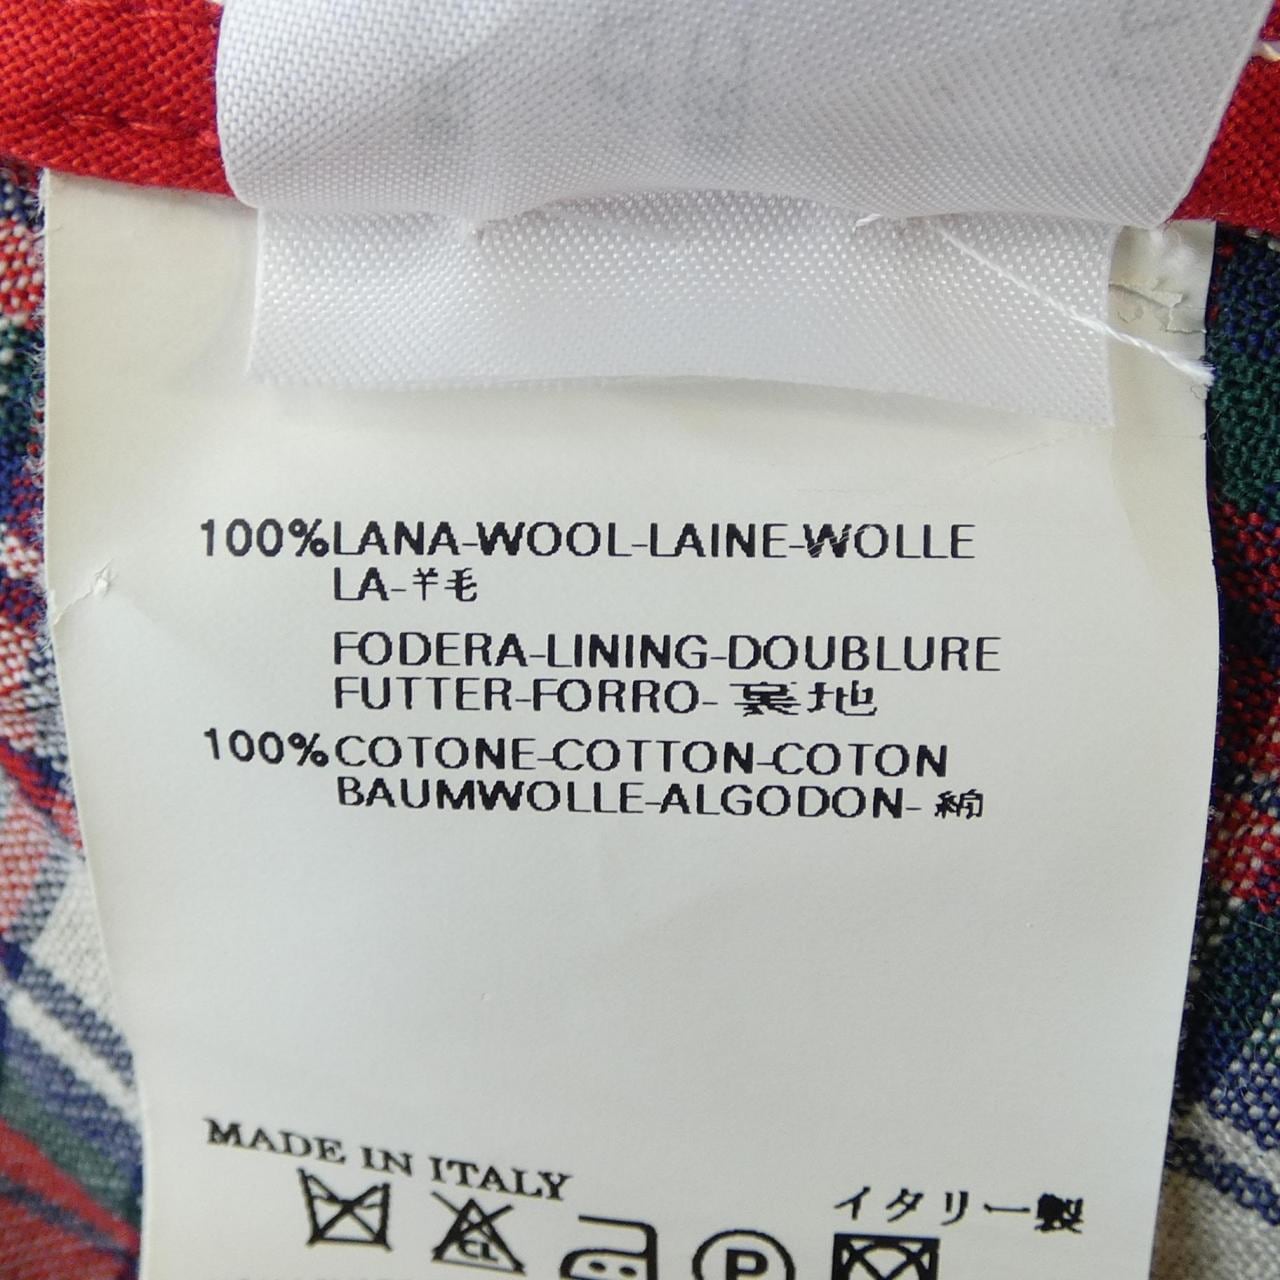 100%LANA-WOOL-LAINE-WOLLE
LA-羊毛
FODERA-LINING-DOUBLURE
FUTTER-FORRO-裏地
100%COTONE-COTTON-COTON
BAUMWOLLE-ALGODON-綿
MADE IN ITALY
イタリー製
CL
P